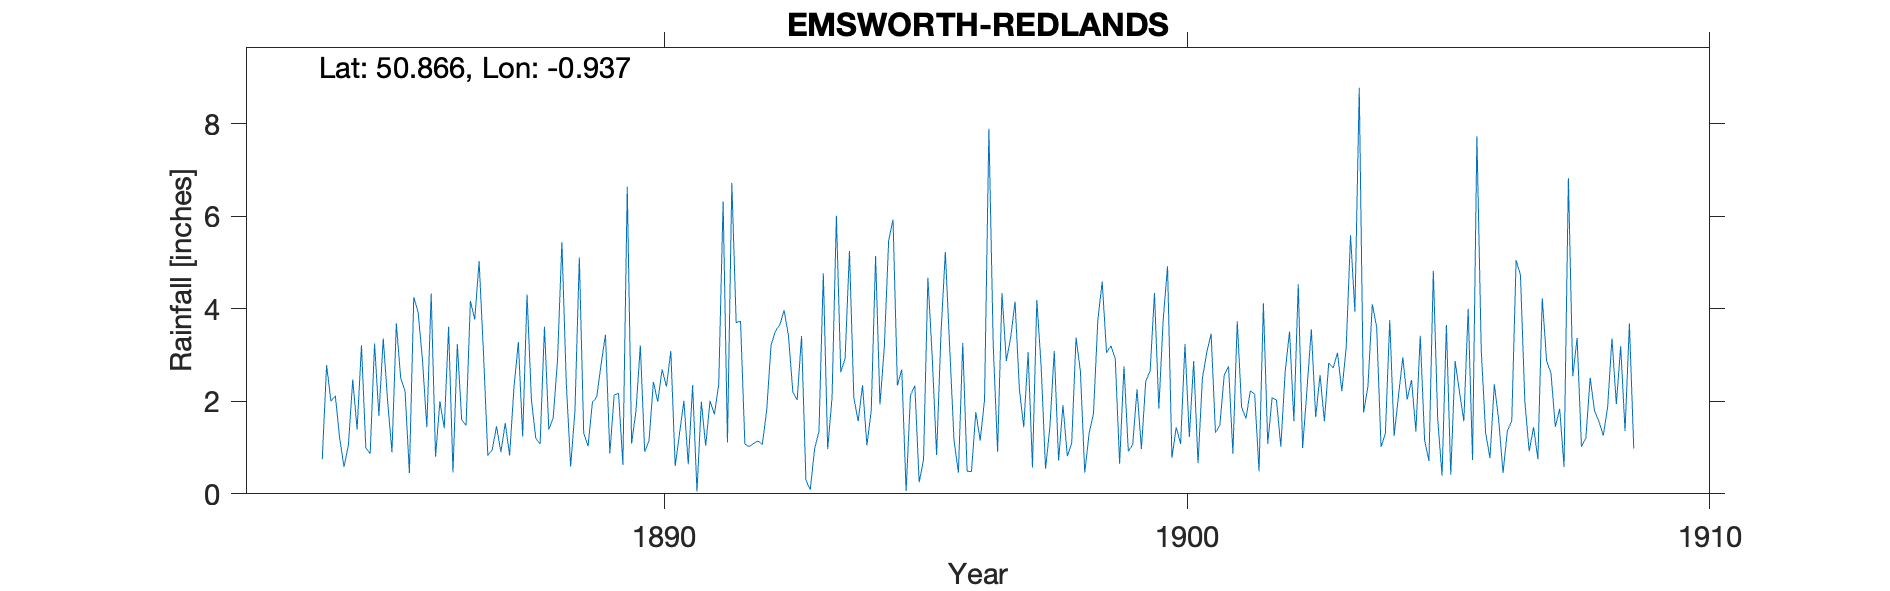 EMSWORTH-REDLANDS
Lat: 50.866, Lon: -0.937
8
6
4
2
0
Rainfall [inches]
1890
1900
1910
Year